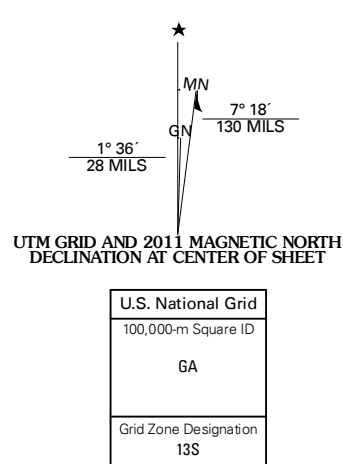 ★
MN
GN
7° 18´
130 MILS
1° 36´
28 MILS
UTM GRID AND 2011 MAGNETIC NORTH
DECLINATION AT CENTER OF SHEET
U.S. National Grid
100,000-m Square ID
GA
Grid Zone Designation
13S